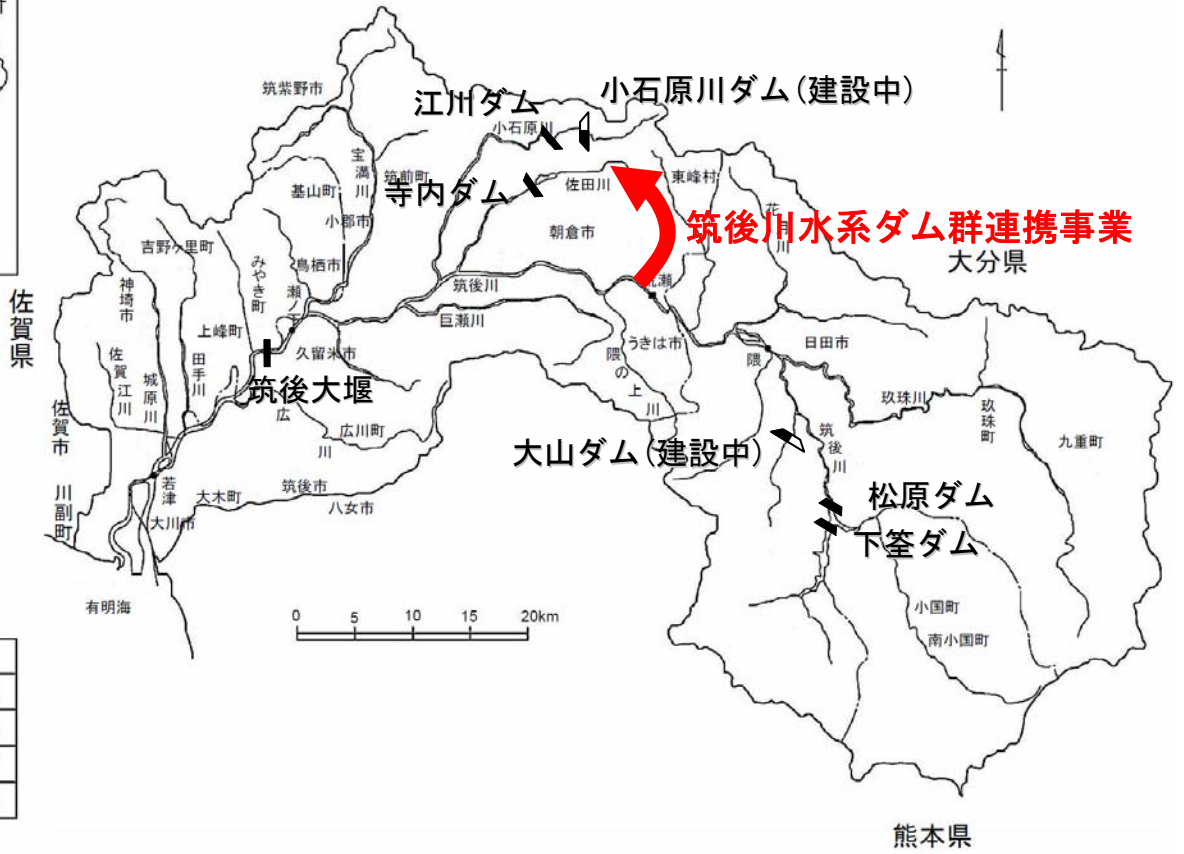 筑紫野市
江川ダム
小石原川ダム(建設中)
小石原川
宝満川
筑前町
基山町
寺内ダム
佐田川
東峰村
小郡市
朝倉市
筑後川水系ダム群連携事業
花月川
大分県
吉野ヶ里町
みやき町
鳥栖市
瀬ノ下
筑後川
荒瀬
佐賀県
神埼市
上峰町
巨瀬川
うきは市
日田市
隈
久留米市
隈の上川
佐賀江川
城原川
田手川
筑後大堰
玖珠川
玖珠町
広川
広川町
九重町
佐賀市
大山ダム(建設中)
筑後川
若津
大木町
筑後市
八女市
川副町
大川市
松原ダム
下筌ダム
有明海
0 5 10 15 20km
小国町
南小国町
熊本県